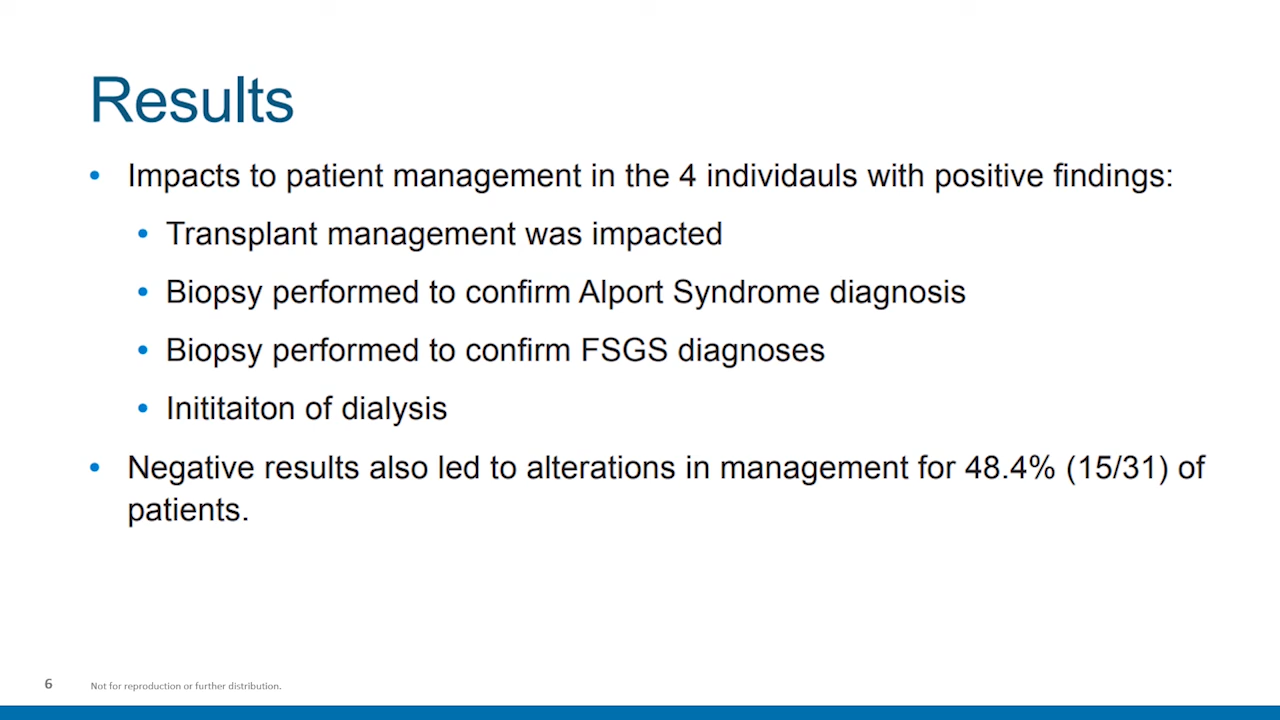 Results
• Impacts to patient management in the 4 individauls with positive findings:
• Transplant management was impacted
• Biopsy performed to confirm Alport Syndrome diagnosis
• Biopsy performed to confirm FSGS diagnoses
• Inititaiton of dialysis
• Negative results also led to alterations in management for 48.4% (15/31) of
patients.
6 Not for reproduction or further distribution.